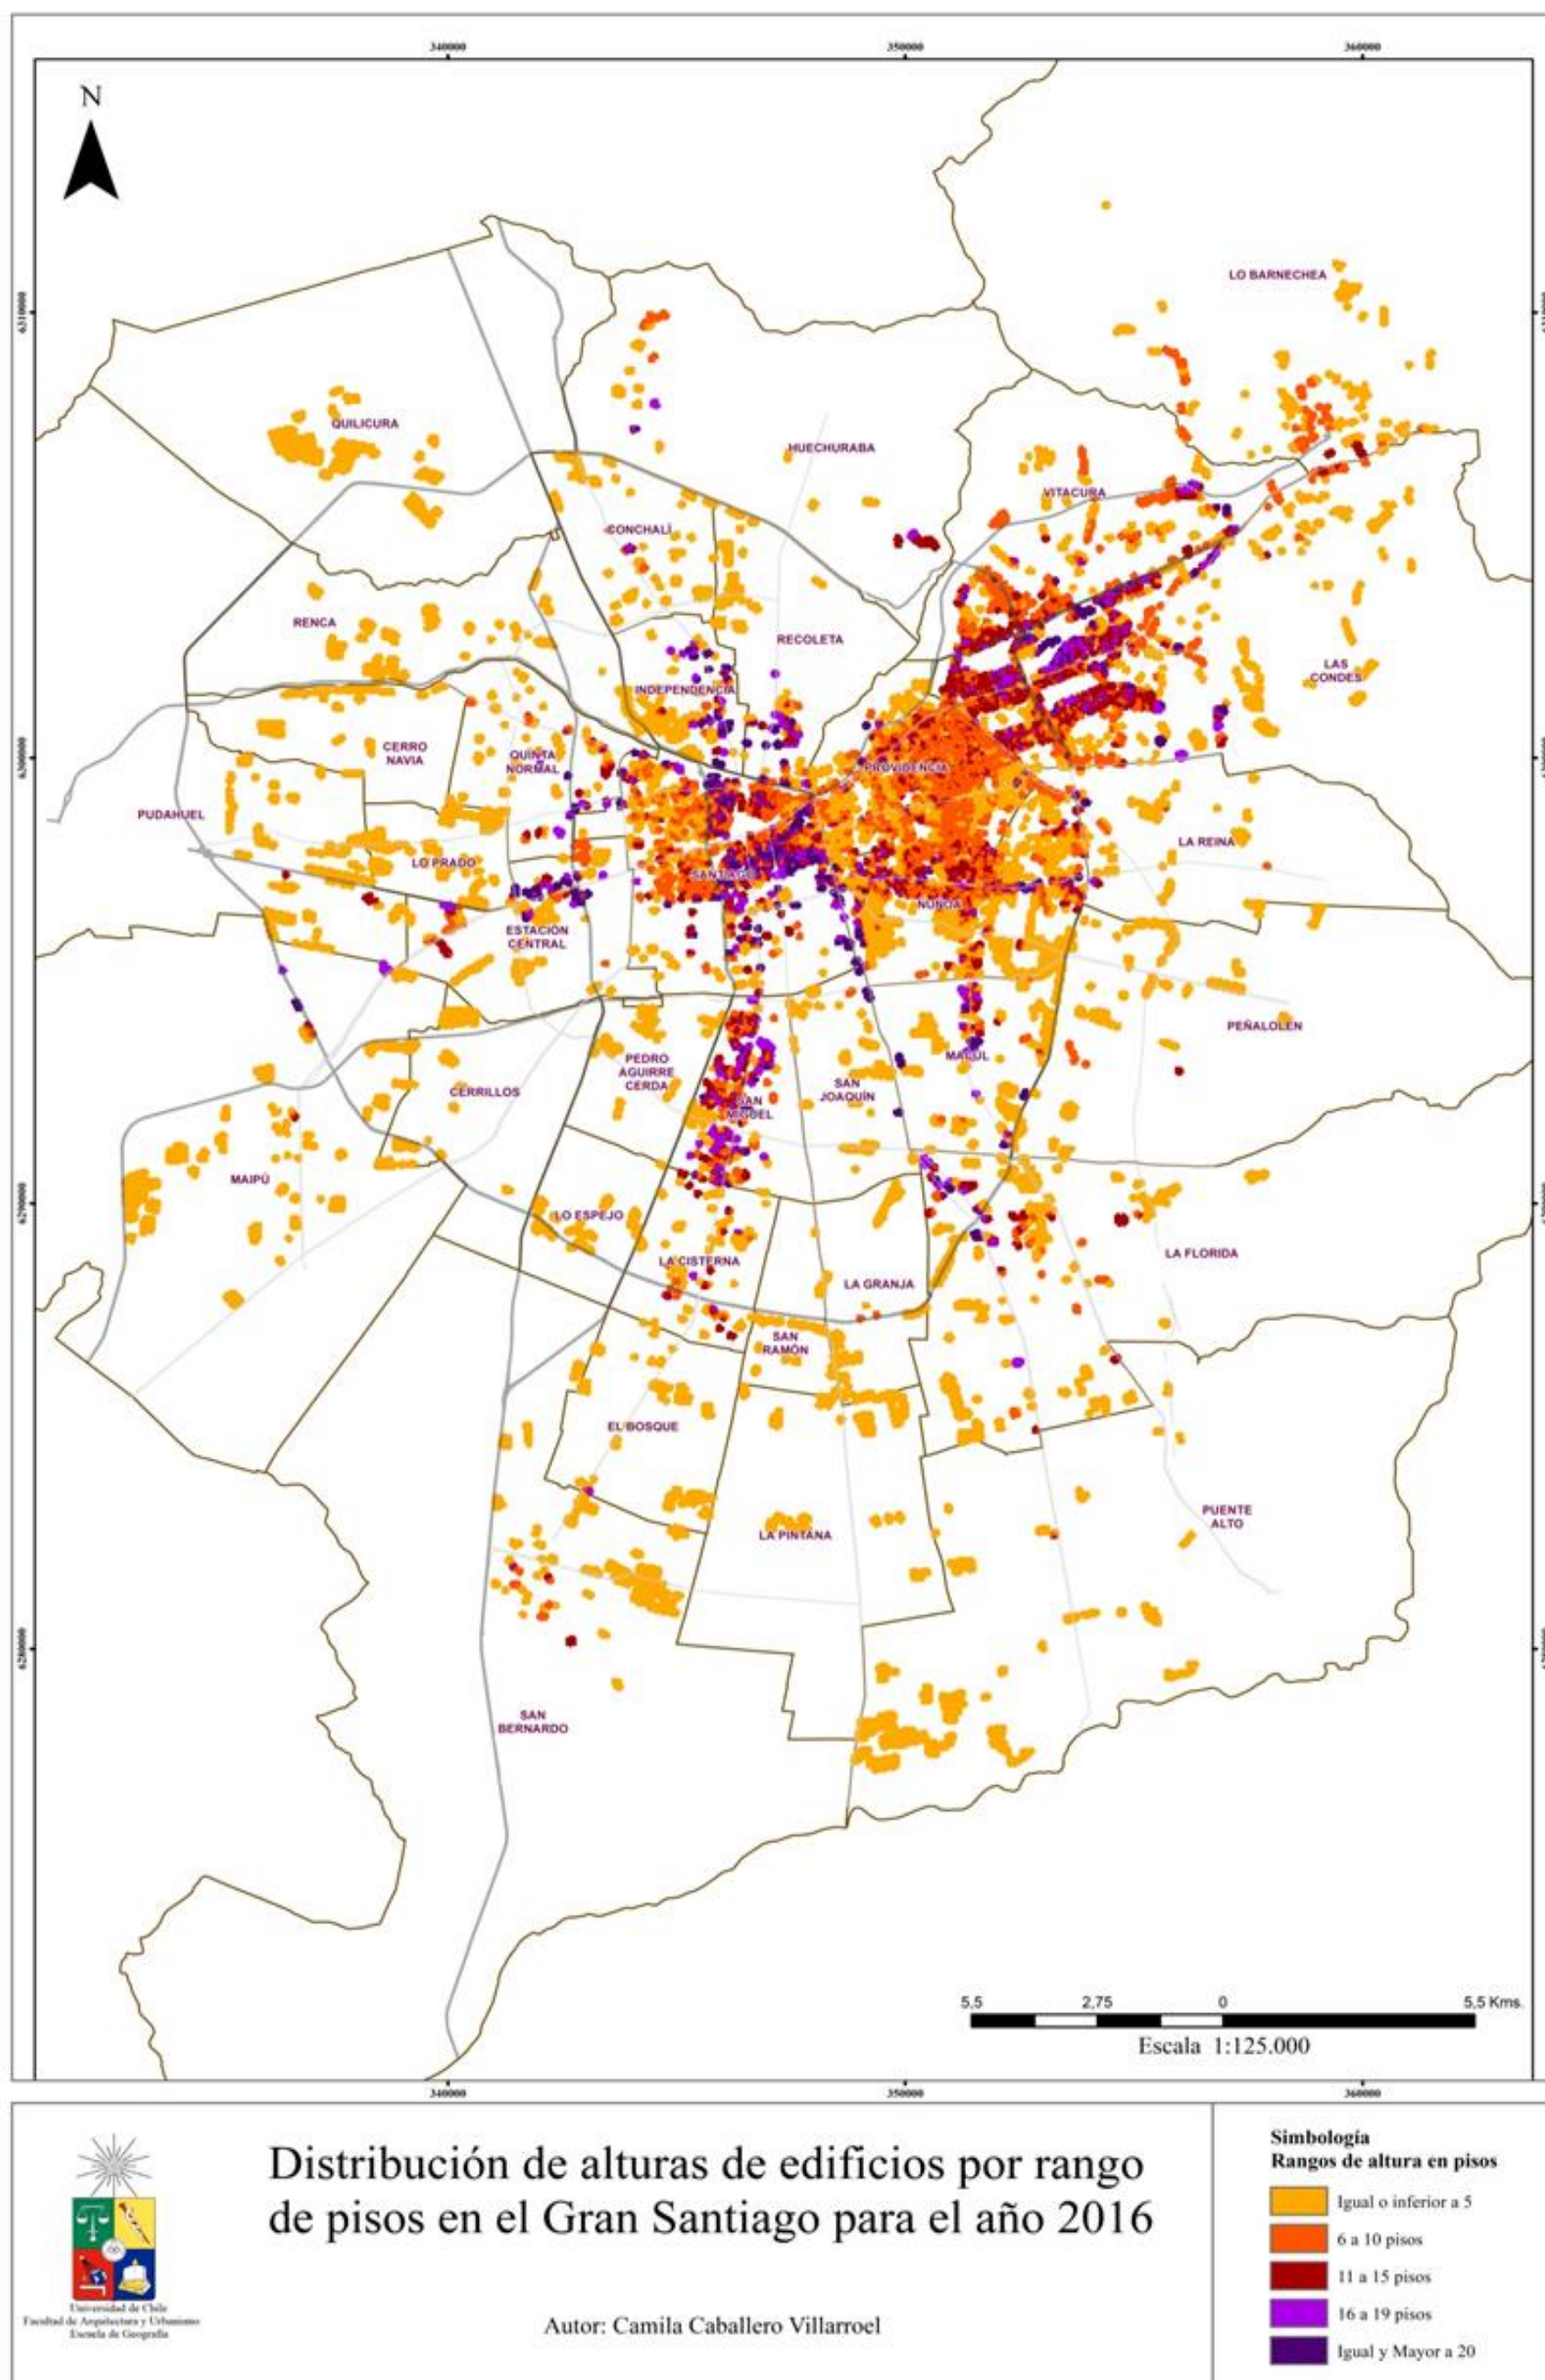 340000
350000
360000
N
LO BARNECHEA
6310000
QUILICURA
HUECHURABA
VITACURA
CONCHALÍ
RENCA
RECOLETA
LAS
CONDES
INDEPENDENCIA
CERRO
NAVIA
QUINTA
NORMAL
6300000
PROVIDENCIA
PUDAHUEL
LA REINA
LO PRADO
SANTIAGO
ÑUÑOA
ESTACIÓN
CENTRAL
PEÑALOLEN
MACUL
PEDRO
AGUIRRE
CERDA
CERRILLOS
SAN
JOAQUÍN
SAN
MIGUEL
MAIPÚ
6290000
LO ESPEJO
LA FLORIDA
LA CISTERNA
LA GRANJA
SAN
RAMÓN
EL BOSQUE
PUENTE
ALTO
LA PINTANA
6280000
SAN
BERNARDO
5,5 2,75 0 5,5 Kms.
Escala 1:125.000
340000
350000
360000
Distribución de alturas de edificios por rango
de pisos en el Gran Santiago para el año 2016
Autor: Camila Caballero Villarroel
Universidad de Chile
Facultad de Arquitectura y Urbanismo
Escuela de Geografía
Simbología
Rangos de altura en pisos
Igual o inferior a 5
6 a 10 pisos
11 a 15 pisos
16 a 19 pisos
Igual y Mayor a 20